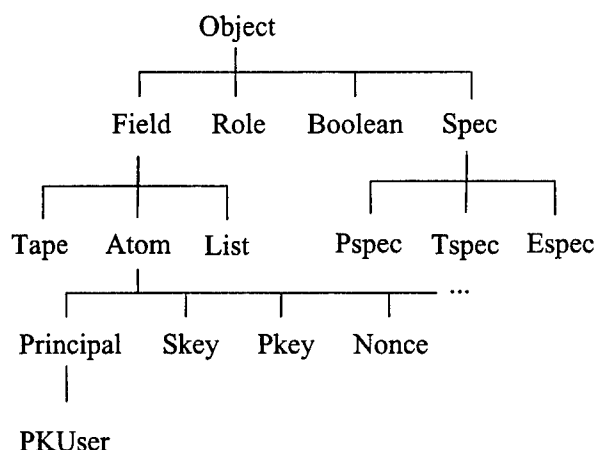 Object
Field Role Boolean Spec
Tape Atom List Pspec Tspec Espec
...
Principal Skey Pkey Nonce
PKUser